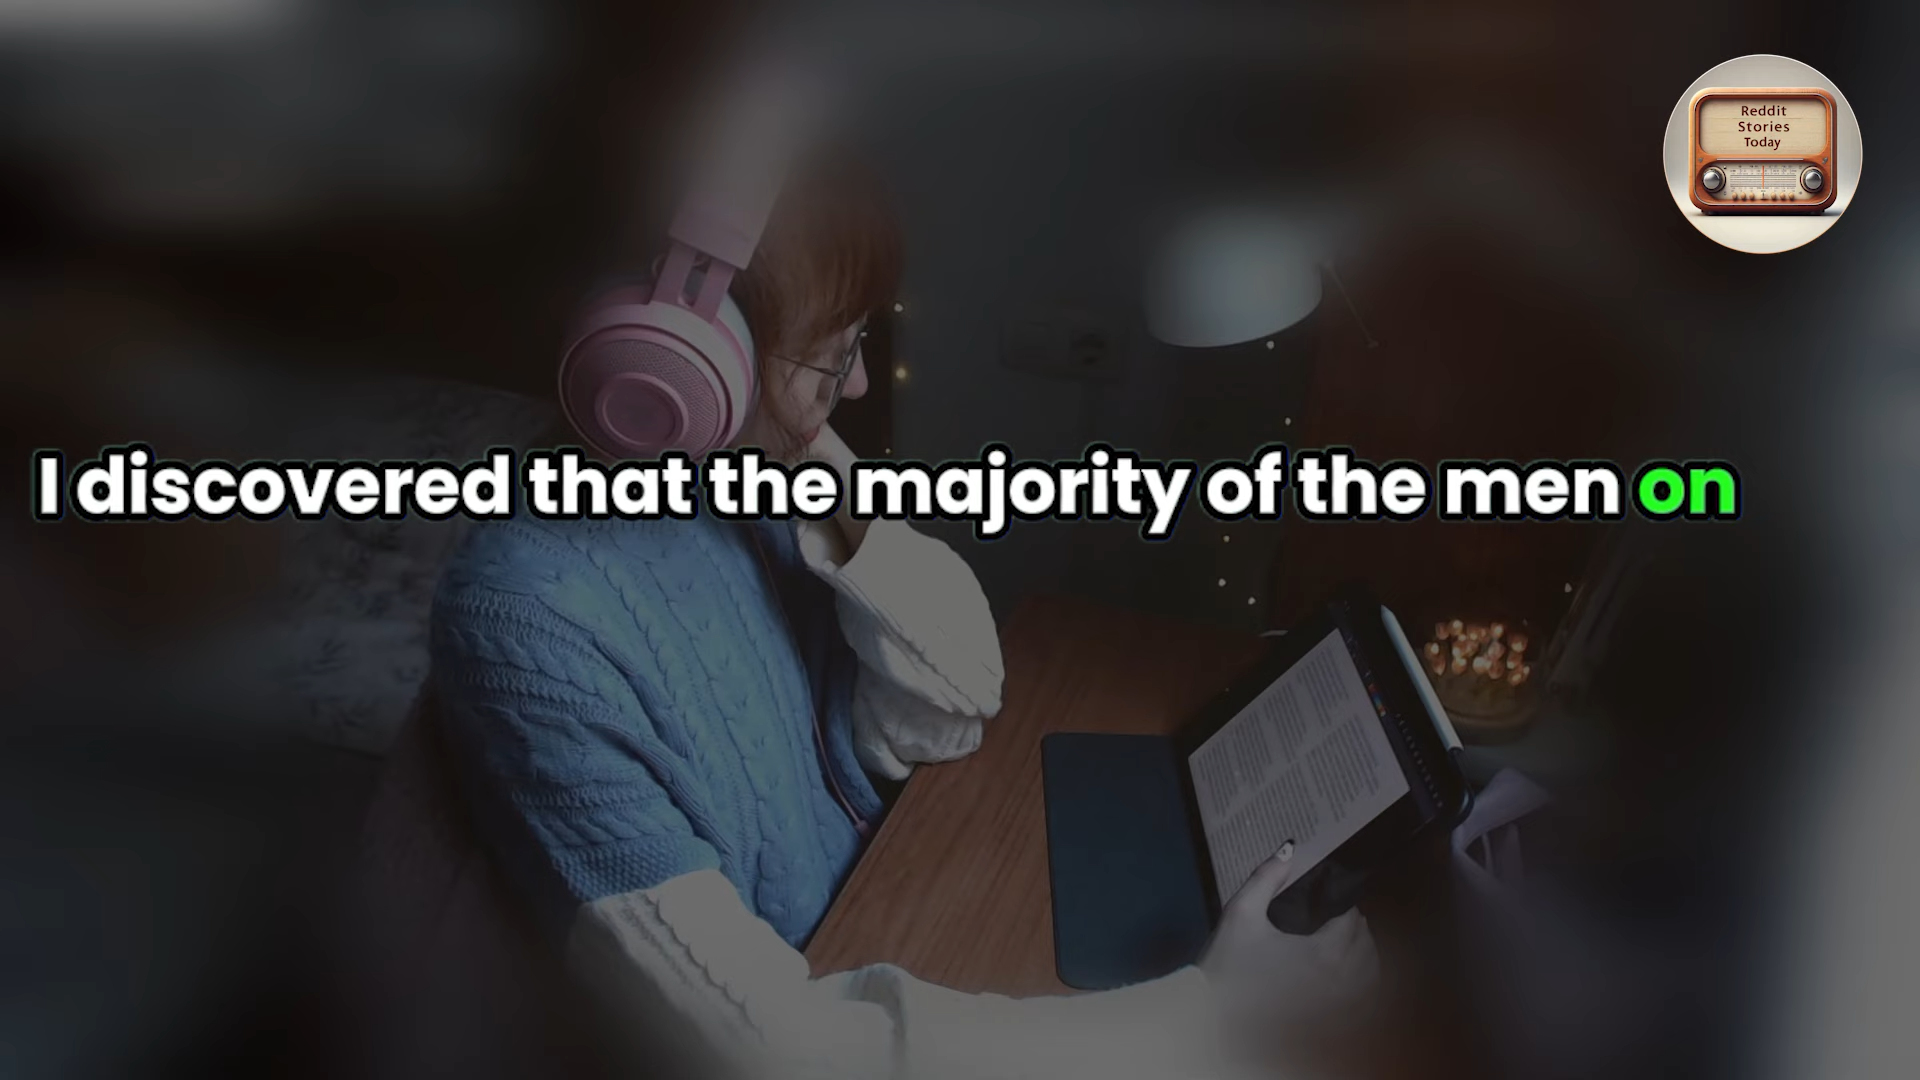 Reddit
Stories
Today
I discovered that the majority of the men on